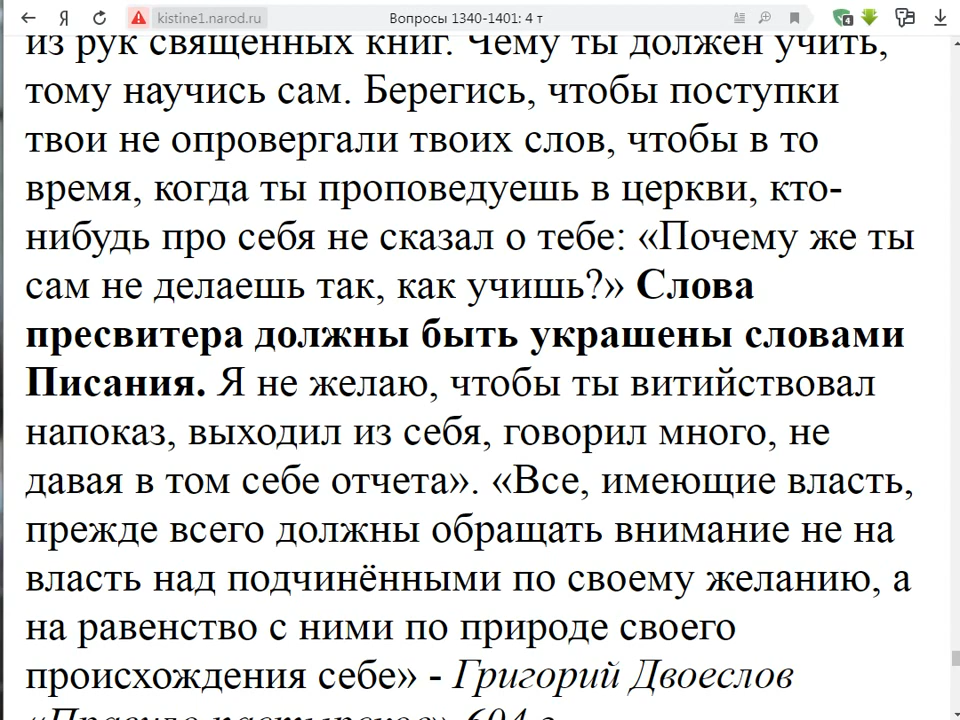 kistine1.narod.ru
Вопросы 1340-1401: 4 т
4
из рук священных книг. Чему ты должен учить,
тому научись сам. Берегись, чтобы поступки
твои не опровергали твоих слов, чтобы в то
время, когда ты проповедуешь в церкви, кто-
нибудь про себя не сказал о тебе: «Почему же ты
сам не делаешь так, как учишь?» Слова
пресвитера должны быть украшены словами
Писания. Я не желаю, чтобы ты витийствовал
напоказ, выходил из себя, говорил много, не
давая в том себе отчета». «Все, имеющие власть,
прежде всего должны обращать внимание не на
власть над подчинёнными по своему желанию, а
на равенство с ними по природе своего
происхождения себе» - Григорий Двоеслов
«Правило пастырское» 604 г